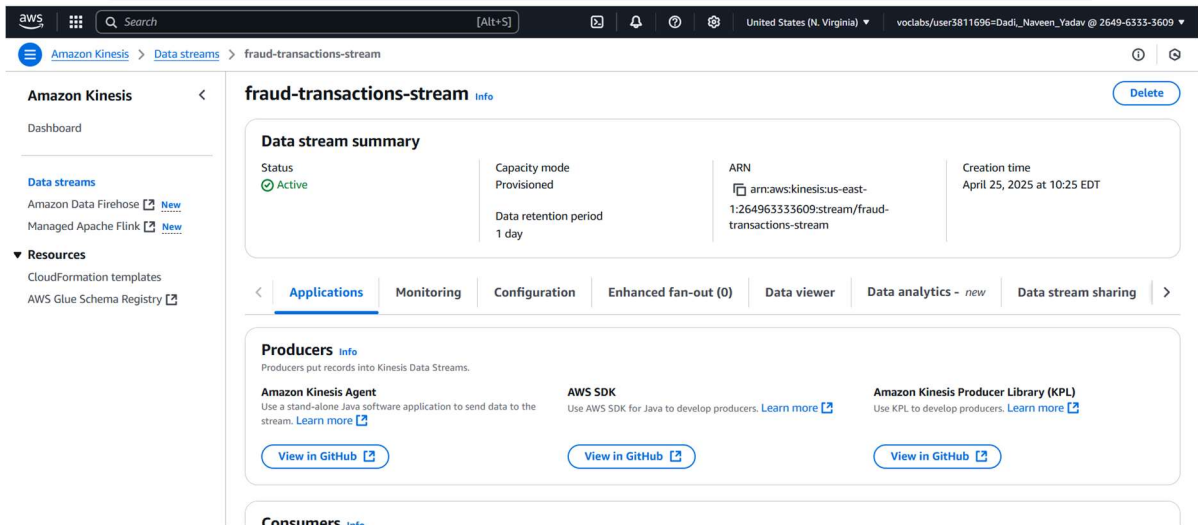 aws
Search
[Alt+S]
United States (N. Virginia)
voclabs/user3811696=Dadi,_Naveen_Yadav @ 2649-6333-3609
Amazon Kinesis > Data streams > fraud-transactions-stream
Amazon Kinesis
Dashboard
Data streams
Amazon Data Firehose New
Managed Apache Flink New
Resources
CloudFormation templates
AWS Glue Schema Registry
fraud-transactions-stream Info
Delete
Data stream summary
Status
Active
Capacity mode
Provisioned
Data retention period
1 day
ARN
arn:aws:kinesis:us-east-
1:264963333609:stream/fraud-
transactions-stream
Creation time
April 25, 2025 at 10:25 EDT
Applications
Monitoring
Configuration
Enhanced fan-out (0)
Data viewer
Data analytics - new
Data stream sharing
Producers Info
Producers put records into Kinesis Data Streams.
Amazon Kinesis Agent
Use a stand-alone Java software application to send data to the
stream. Learn more
View in GitHub
AWS SDK
Use AWS SDK for Java to develop producers. Learn more
View in GitHub
Amazon Kinesis Producer Library (KPL)
Use KPL to develop producers. Learn more
View in GitHub
Consumers Info